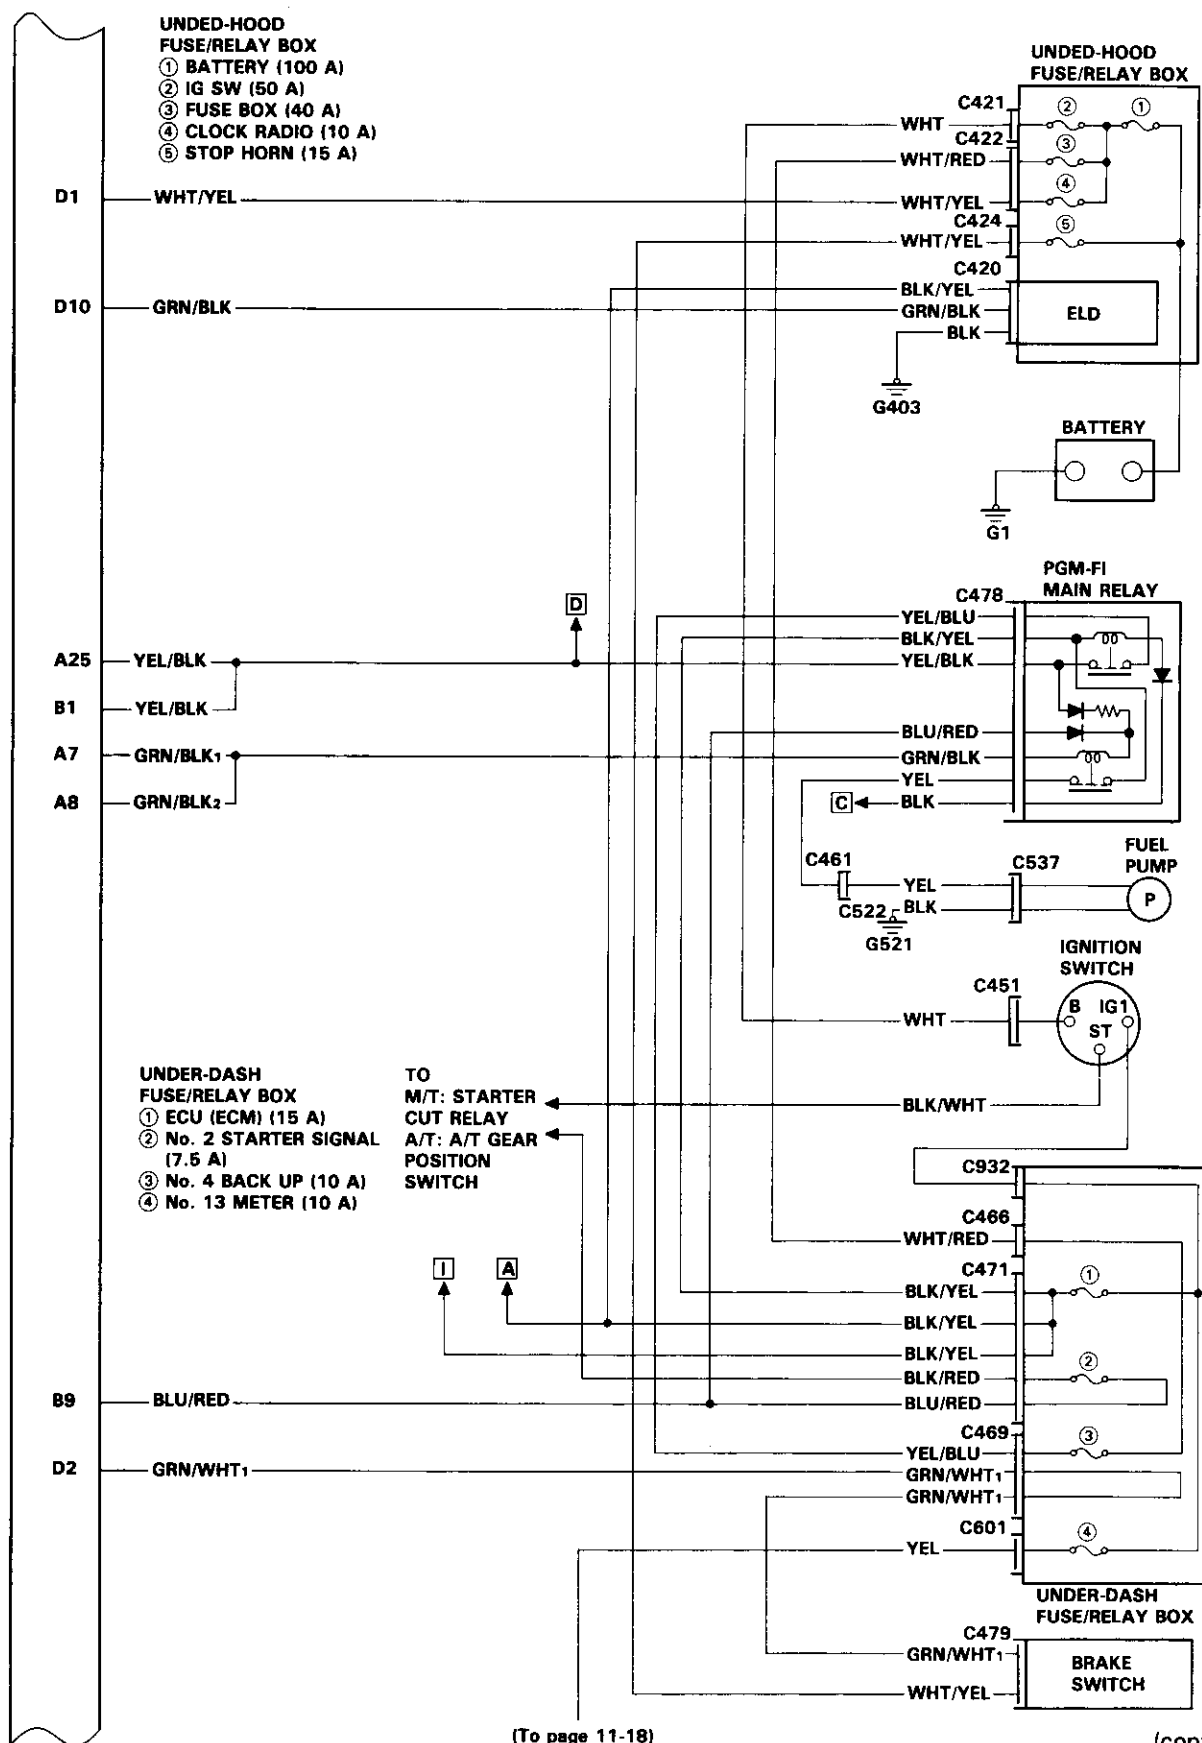 UNDED-HOOD
FUSE/RELAY BOX
① BATTERY (100 A)
② IG SW (50 A)
③ FUSE BOX (40 A)
④ CLOCK RADIO (10 A)
⑤ STOP HORN (15 A)
UNDED-HOOD
FUSE/RELAY BOX
C421
② ①
WHT
C422
③
WHT/RED
④
D1 WHT/YEL WHT/YEL
C424
⑤
WHT/YEL
C420
BLK/YEL
D10 GRN/BLK GRN/BLK ELD
BLK
G403
BATTERY
G1
PGM-FI
MAIN RELAY
C478
D YEL/BLU
BLK/YEL
A25 YEL/BLK YEL/BLK
B1 YEL/BLK
BLU/RED
A7 GRN/BLK1 GRN/BLK
YEL
A8 GRN/BLK2 C BLK
FUEL
PUMP
C461 C537
YEL
P
C522 BLK
G521
IGNITION
SWITCH
C451
B IG1
WHT
ST
UNDER-DASH
FUSE/RELAY BOX
① ECU (ECM) (15 A)
② No. 2 STARTER SIGNAL
(7.5 A)
③ No. 4 BACK UP (10 A)
④ No. 13 METER (10 A)
TO
M/T: STARTER
CUT RELAY
A/T: A/T GEAR
POSITION
SWITCH
BLK/WHT
C932
C466
WHT/RED
I A C471
①
BLK/YEL
BLK/YEL
BLK/YEL
②
BLK/RED
B9 BLU/RED BLU/RED
C469
③
YEL/BLU
D2 GRN/WHT1 GRN/WHT1
GRN/WHT1
C601
④
YEL
UNDER-DASH
FUSE/RELAY BOX
C479
GRN/WHT1
BRAKE
SWITCH
WHT/YEL
(To page 11-18)